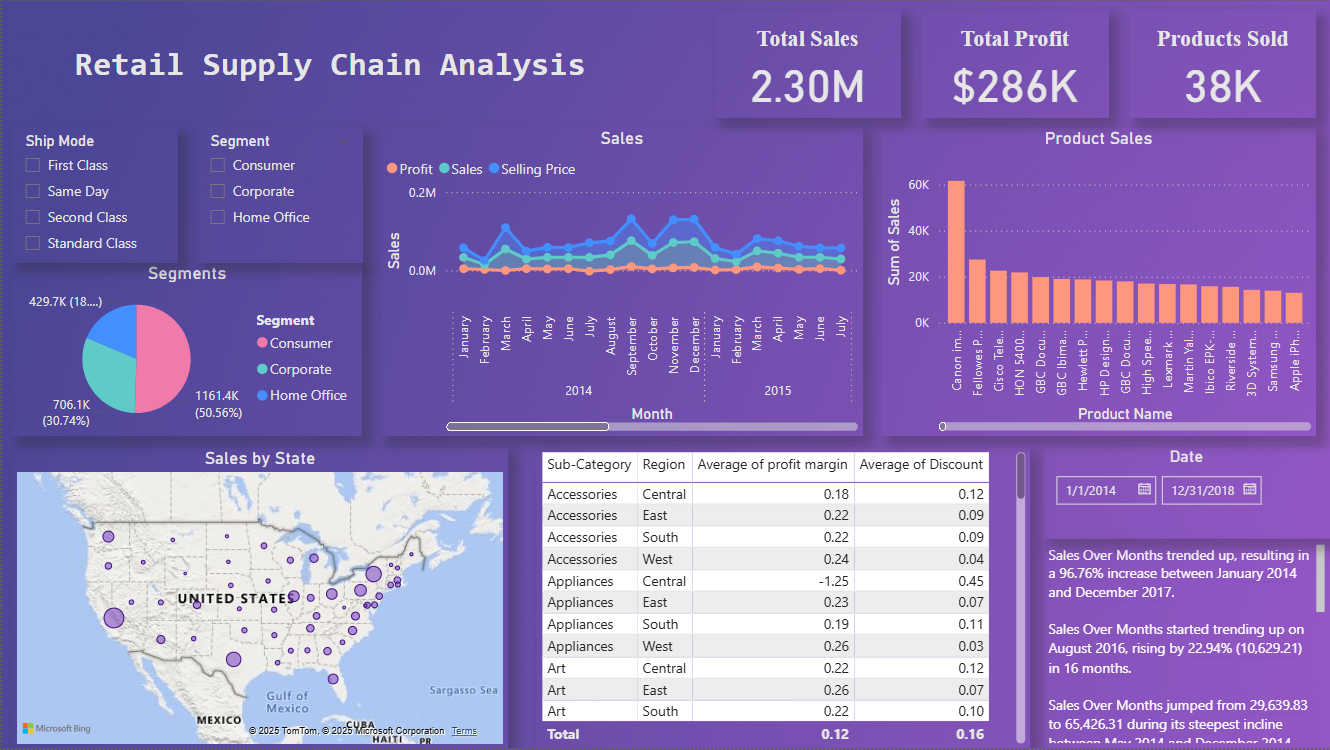 Retail Supply Chain Analysis
Total Sales
2.30M
Total Profit
$286K
Products Sold
38K
Ship Mode
First Class
Same Day
Second Class
Standard Class
Segment
Consumer
Corporate
Home Office
Segments
429.7K (18....)
706.1K
(30.74%)
1161.4K
(50.56%)
Segment
Consumer
Corporate
Home Office
Sales
Profit Sales Selling Price
Sales
0.2M
0.0M
January
February
March
April
May
June
July
August
September
October
November
December
January
February
March
April
May
June
July
2014
2015
Month
Product Sales
Sum of Sales
60K
40K
20K
0K
Canon im...
Fellowes P...
Cisco Tele...
HON 5400...
GBC Docu...
GBC Ibima...
Hewlett P...
HP Design...
GBC Docu...
High Spee...
Lexmark ...
Martin Yal...
Ibico EPK-...
Riverside ...
3D System...
Samsung ...
Apple iPh...
Product Name
Sales by State
UNITED STATES
Gulf of
Mexico
Sargasso Sea
MEXICO
CUBA
HAITI
PR
Microsoft Bing
© 2025 TomTom, © 2025 Microsoft Corporation Terms
Sub-Category Region Average of profit margin Average of Discount
Accessories Central 0.18 0.12
Accessories East 0.22 0.09
Accessories South 0.22 0.09
Accessories West 0.24 0.04
Appliances Central -1.25 0.45
Appliances East 0.23 0.07
Appliances South 0.19 0.11
Appliances West 0.26 0.03
Art Central 0.22 0.12
Art East 0.26 0.07
Art South 0.22 0.10
Total 0.12 0.16
Date
1/1/2014 12/31/2018
Sales Over Months trended up, resulting in
a 96.76% increase between January 2014
and December 2017.
Sales Over Months started trending up on
August 2016, rising by 22.94% (10,629.21)
in 16 months.
Sales Over Months jumped from 29,639.83
to 65,426.31 during its steepest incline
between May 2014 and December 2014.